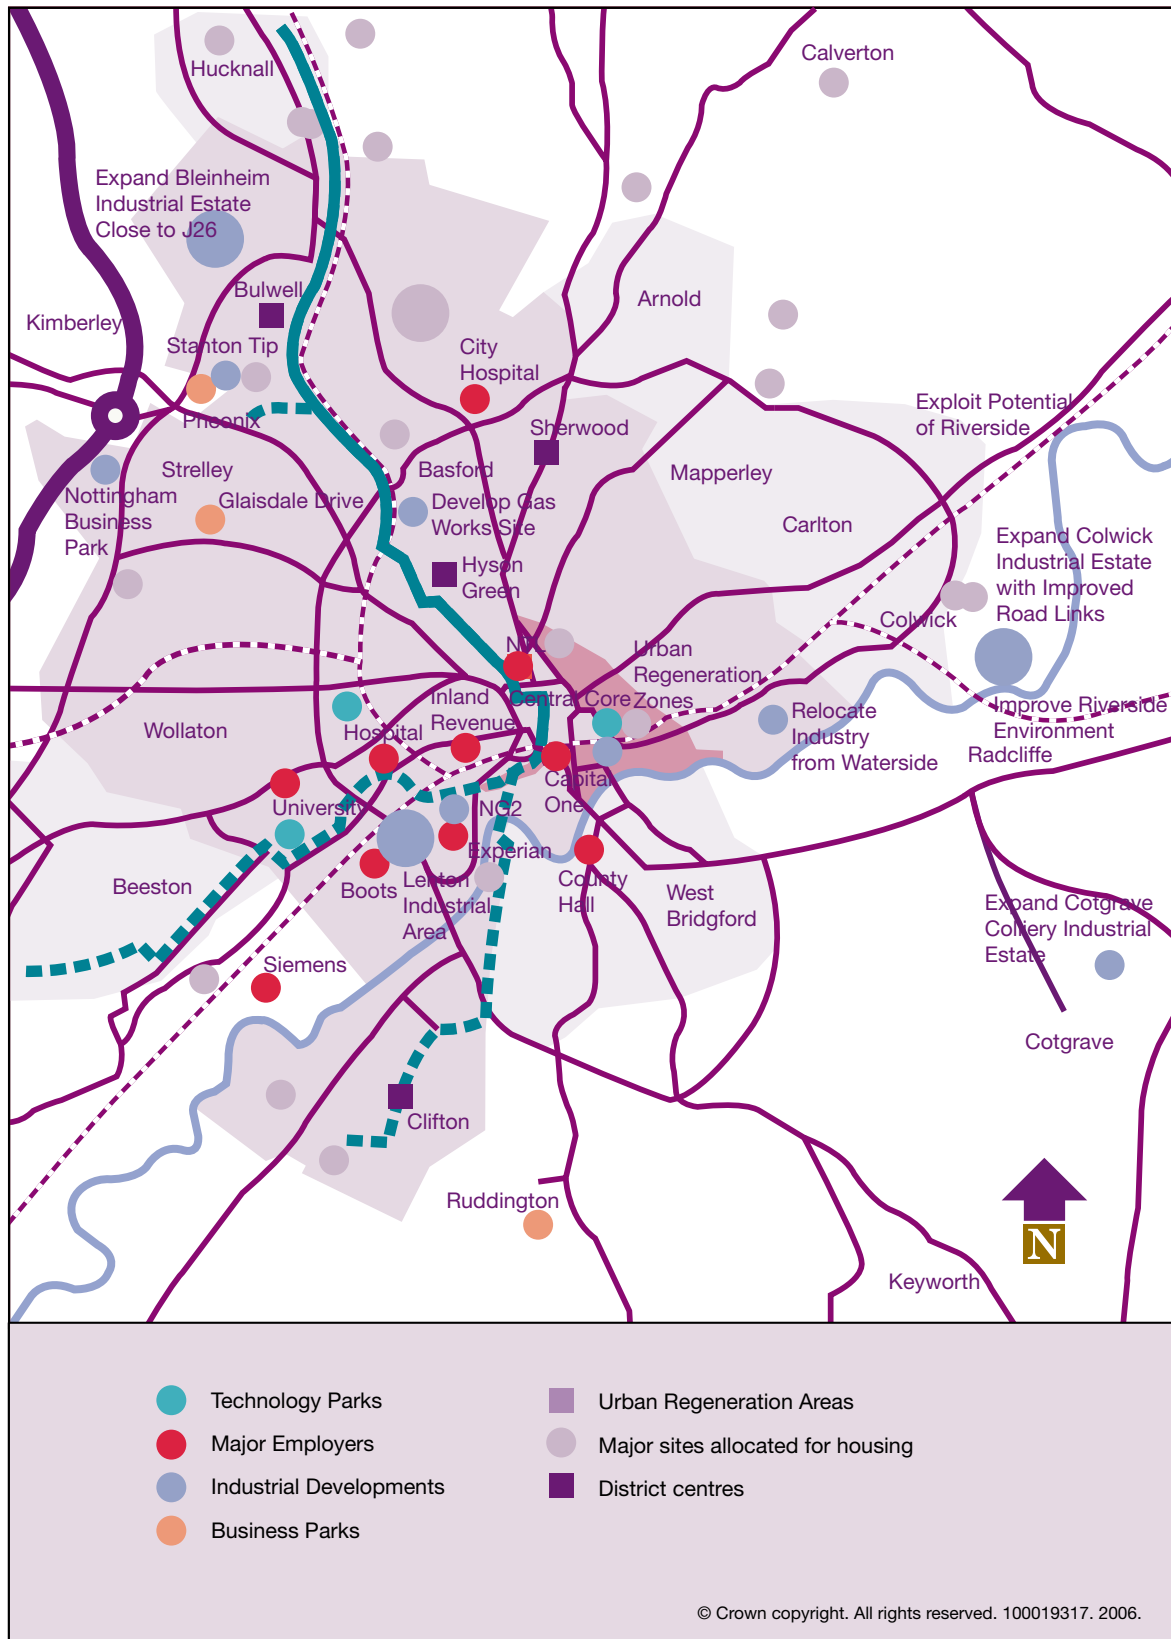 Hucknall
Calverton
Expand Bleinheim
Industrial Estate
Close to J26
Bulwell
Arnold
Kimberley
Stanton Tip
City
Hospital
Phoenix
Exploit Potential
of Riverside
Sherwood
Strelley
Basford
Mapperley
Nottingham
Business
Park
Glaisdale Drive
Develop Gas
Works Site
Carlton
Expand Colwick
Industrial Estate
with Improved
Road Links
Hyson
Green
Colwick
Urban
Regeneration
Zones
Central Core
Inland
Revenue
Wollaton
Hospital
Relocate
Industry
from Waterside
Improve Riverside
Environment
Radcliffe
Capital
One
University
NG2
Experian
Beeston
Boots
Lenton
Industrial
Area
County
Hall
West
Bridgford
Expand Cotgrave
Colliery Industrial
Estate
Siemens
Cotgrave
Clifton
Ruddington
Keyworth
N
Technology Parks
Major Employers
Industrial Developments
Business Parks
Urban Regeneration Areas
Major sites allocated for housing
District centres
© Crown copyright. All rights reserved. 100019317. 2006.